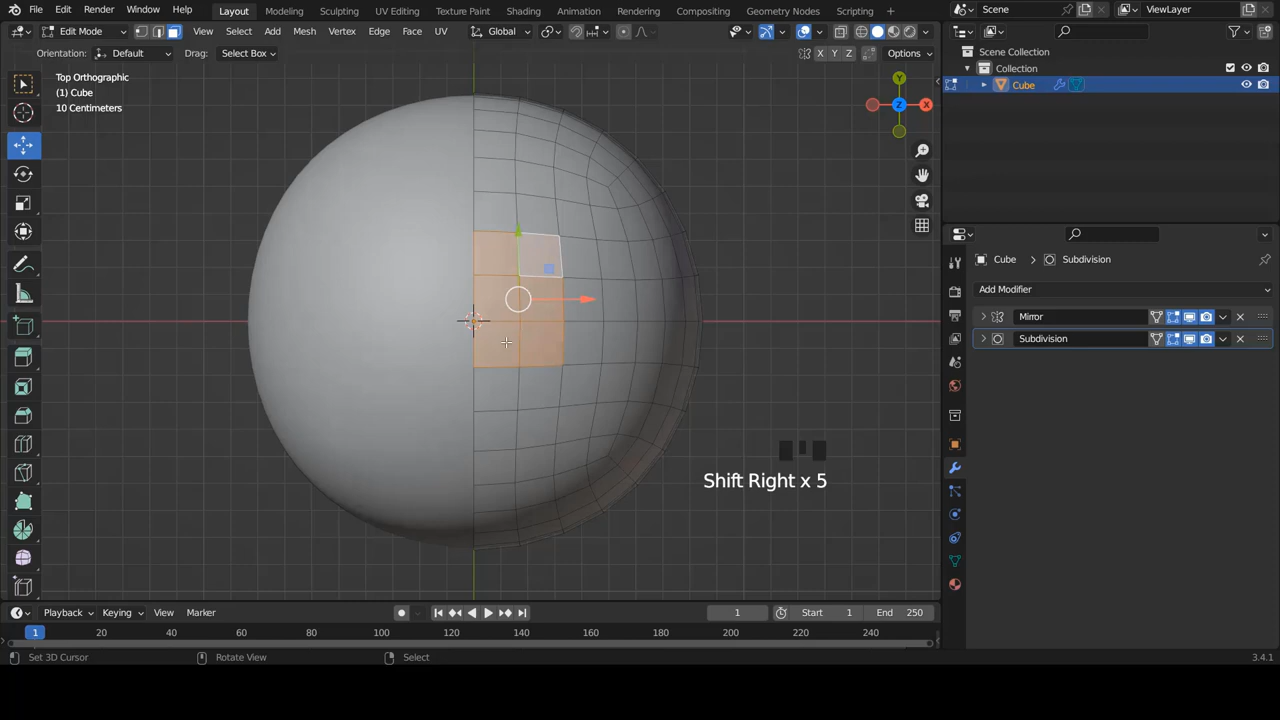 File Edit Render Window Help Layout Modeling Sculpting UV Editing Texture Paint Shading Animation Rendering Compositing Geometry Nodes Scripting Scene ViewLayer
Edit Mode View Select Add Mesh Vertex Edge Face UV Global
Orientation: Default Drag: Select Box X Y Z Options
Scene Collection
Collection
Cube
Top Orthographic
(1) Cube
10 Centimeters
Y
Z
X
Cube Subdivision
Add Modifier
Mirror
Subdivision
Shift Right x 5
Playback Keying View Marker 1 Start 1 End 250
1 20 40 60 80 100 120 140 160 180 200 220 240
Set 3D Cursor Rotate View Select 3.4.1